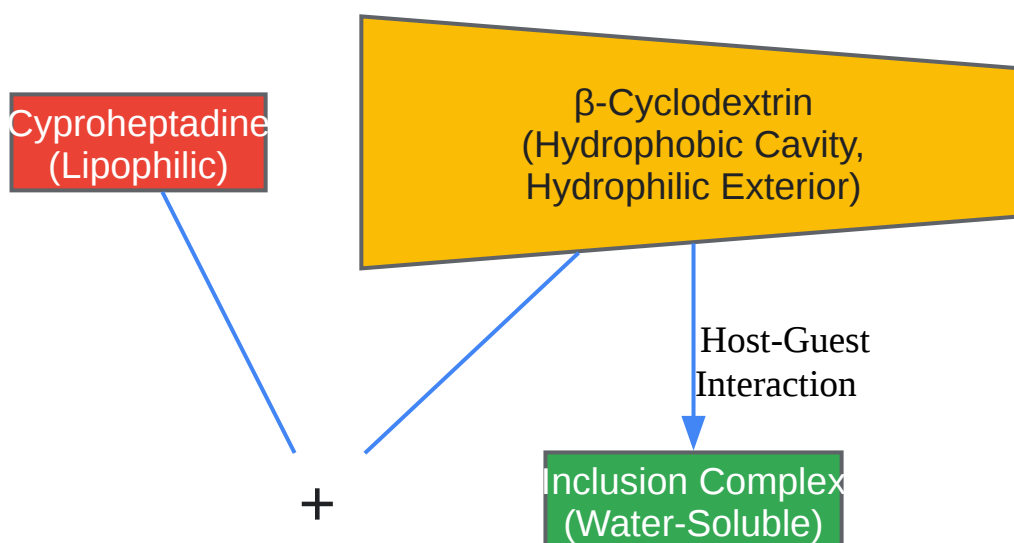 Cyproheptadine
(Lipophilic)
β-Cyclodextrin
(Hydrophobic Cavity,
Hydrophilic Exterior)
Host-Guest
Interaction
+
Inclusion Complex
(Water-Soluble)